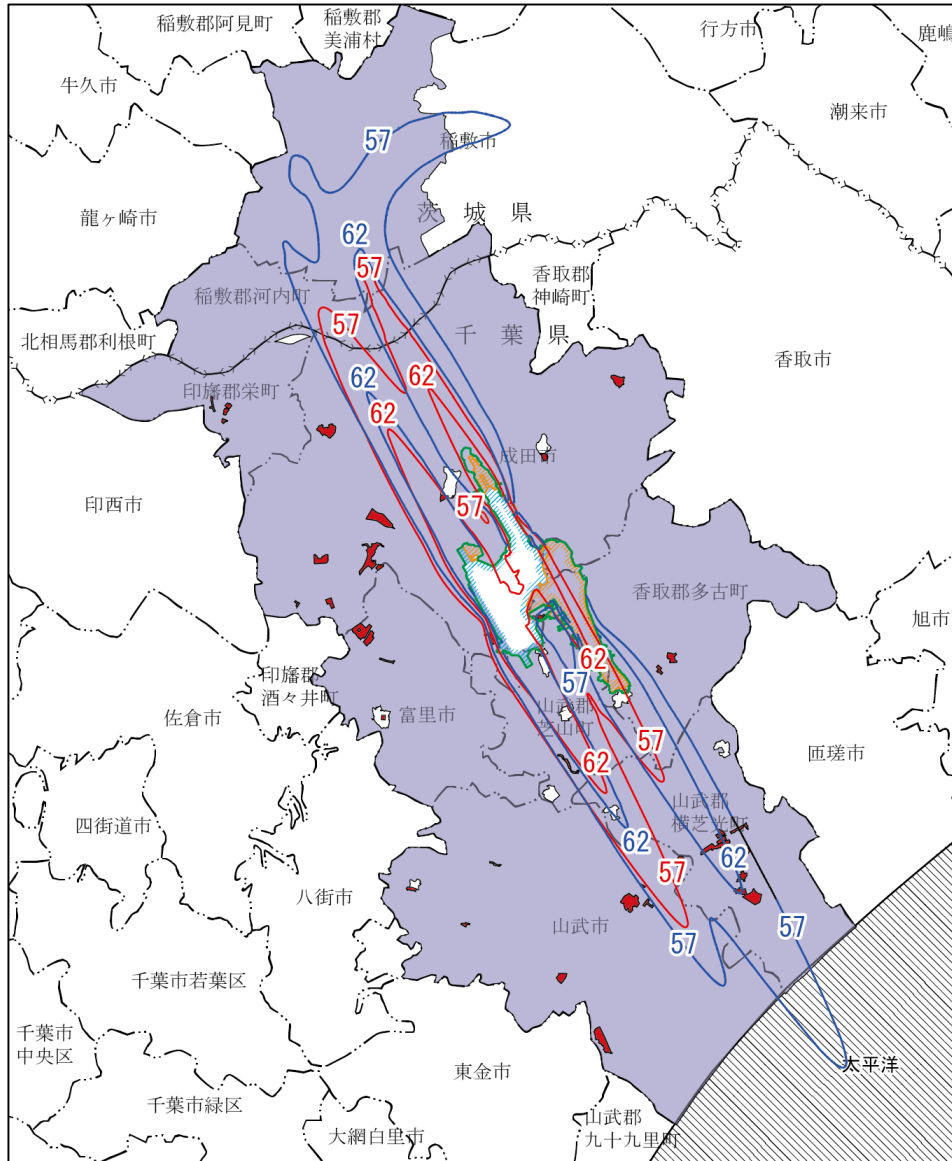 稲敷郡阿見町
稲敷郡
美浦村
行方市
鹿嶋
牛久市
潮来市
57
稲敷市
龍ヶ崎市
茨城県
62
57
稲敷郡河内町
香取郡
神崎町
57
千葉県
北相馬郡利根町
香取市
62
62
印旛郡栄町
62
成田市
印西市
57
香取郡多古町
旭市
62
57
印旛郡
酒々井町
佐倉市
富里市
山武郡
芝山町
57
62
匝瑳市
山武郡
横芝光町
四街道市
62
62
57
八街市
山武市
57
57
千葉市若葉区
千葉市
中央区
太平洋
東金市
千葉市緑区
大網白里市
山武郡
九十九里町